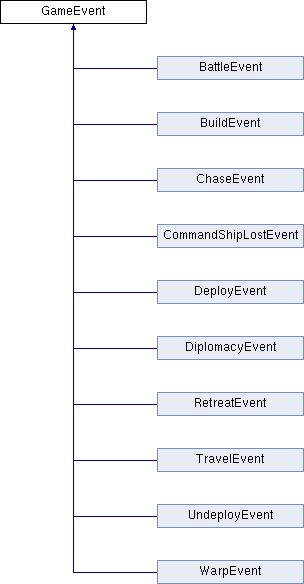 GameEvent
BattleEvent
BuildEvent
ChaseEvent
CommandShipLostEvent
DeployEvent
DiplomacyEvent
RetreatEvent
TravelEvent
UndeployEvent
WarpEvent